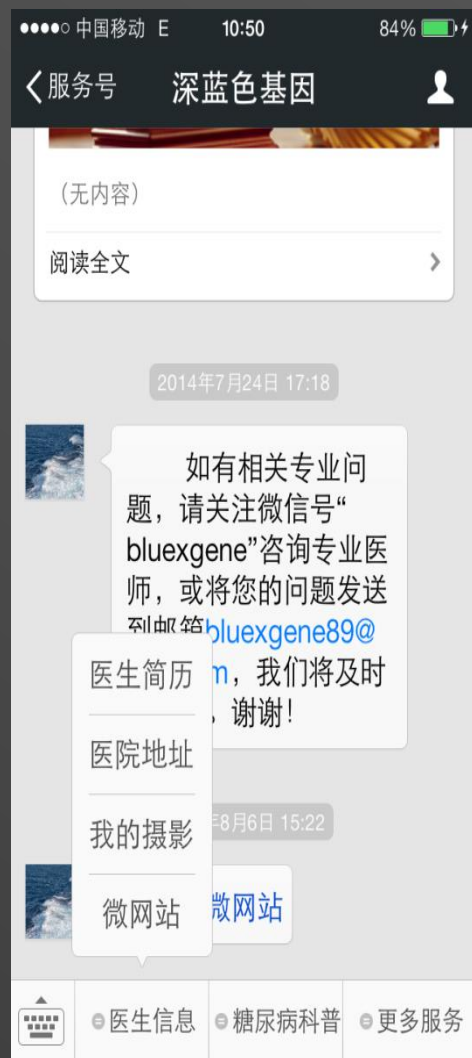 中国移动 E 10:50 84%
服务号 深蓝色基因
（无内容）
阅读全文
2014年7月24日 17:18
如有相关专业问
题，请关注微信号“
bluexgene”咨询专业医
师，或将您的问题发送
到邮箱bluexgene89@
m，我们将及时
谢谢！
医生简历
医院地址
我的摄影
微网站
8月6日 15:22
微网站
医生信息 糖尿病科普 更多服务